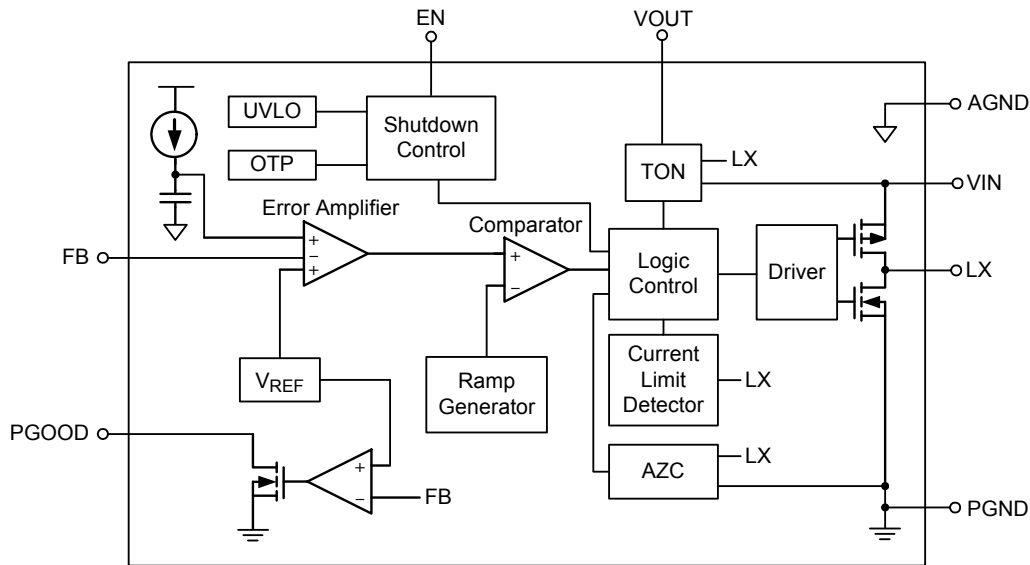 EN
VOUT
AGND
UVLO
Shutdown
Control
OTP
TON
LX
VIN
Error Amplifier
+
−
+
FB
Comparator
+
−
Logic
Control
Driver
LX
VREF
Ramp
Generator
Current
Limit
Detector
LX
PGOOD
+
−
FB
AZC
LX
PGND